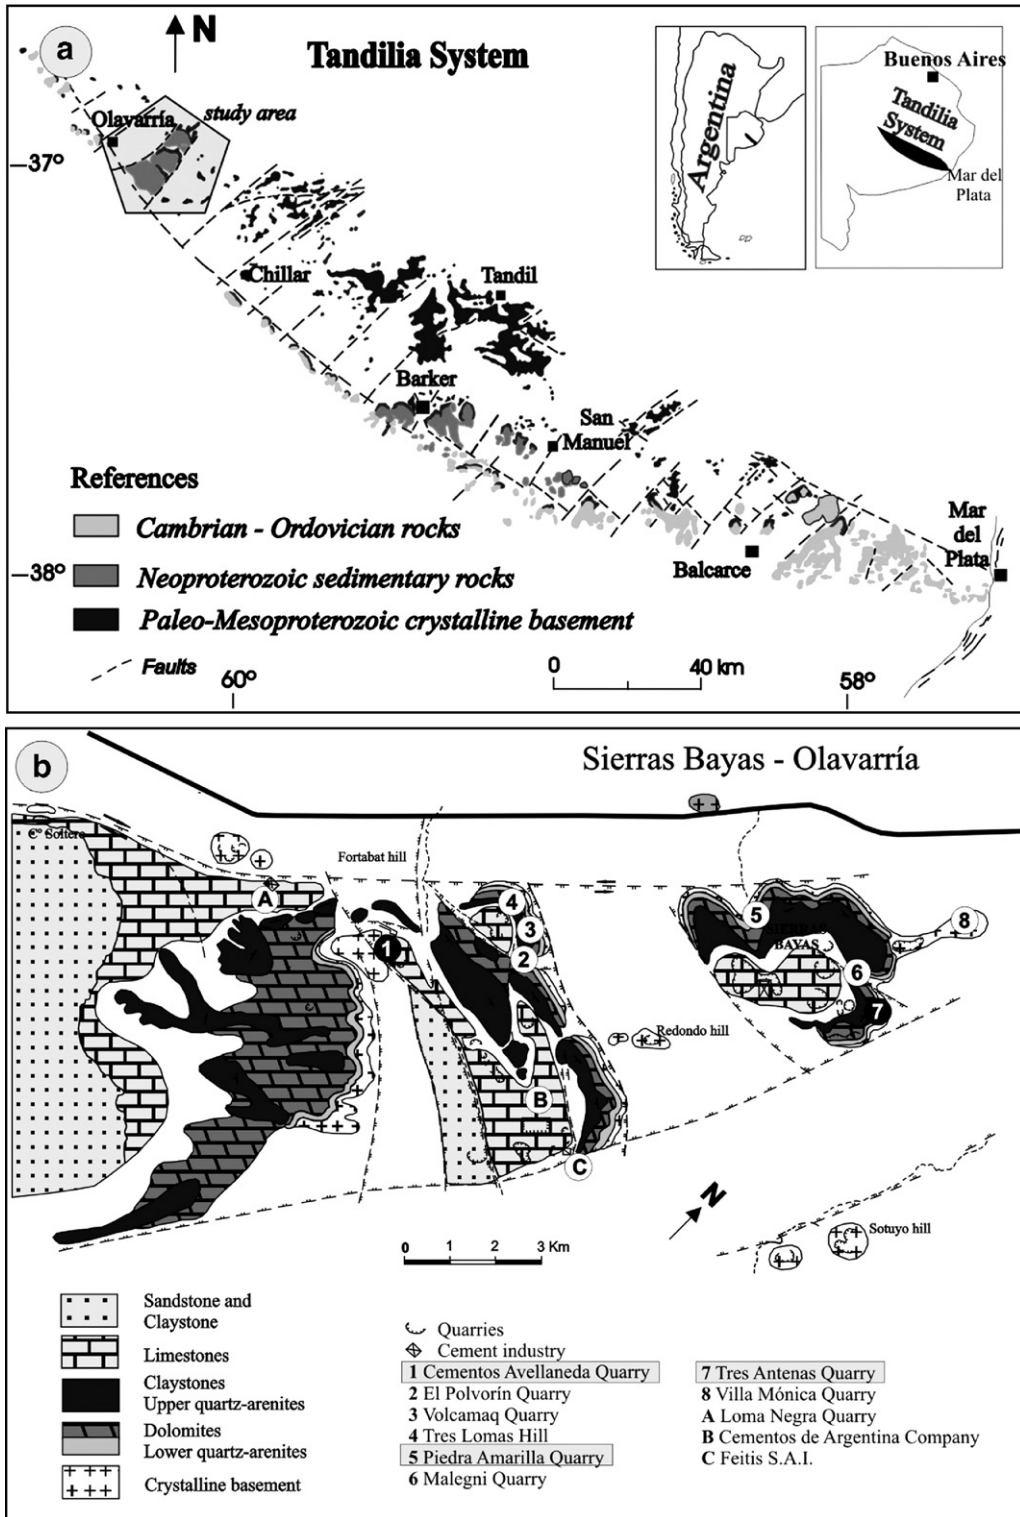 a
N
Tandilia System
Olavarría
study area
37°
Chillar
Tandil
Barker
San
Manuel
Balcarce
Mar
del
Plata
38°
References
Cambrian - Ordovician rocks
Neoproterozoic sedimentary rocks
Paleo-Mesoproterozoic crystalline basement
Faults
60°
0
40 km
58°
Argentina
Buenos Aires
Tandilia
System
Mar del
Plata
b
Sierras Bayas - Olavarría
C° Soltero
Fortabat hill
A
1
4
3
2
B
C
5
SIERRAS
BAYAS
6
7
8
Redondo hill
N
Sotuyo hill
0 1 2 3 Km
Sandstone and
Claystone
Limestones
Claystones
Upper quartz-arenites
Dolomites
Lower quartz-arenites
Crystalline basement
Quarries
Cement industry
1 Cementos Avellaneda Quarry
2 El Polvorín Quarry
3 Volcamaq Quarry
4 Tres Lomas Hill
5 Piedra Amarilla Quarry
6 Malegni Quarry
7 Tres Antenas Quarry
8 Villa Mónica Quarry
A Loma Negra Quarry
B Cementos de Argentina Company
C Feitis S.A.I.